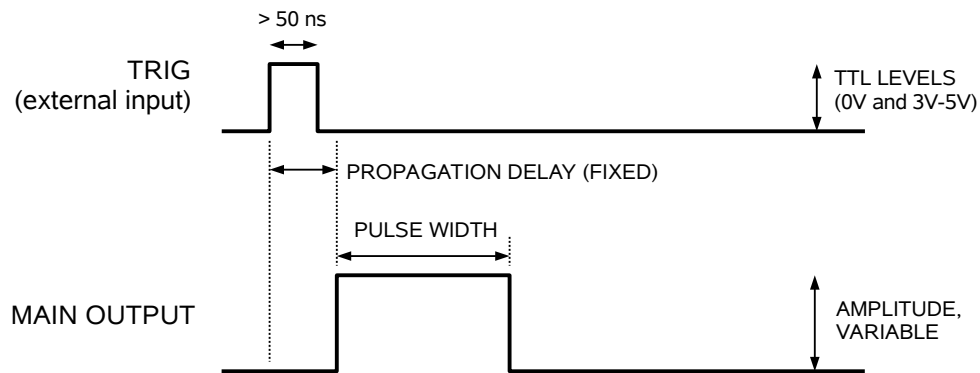 > 50 ns
TRIG
(external input)
TTL LEVELS
(0V and 3V-5V)
PROPAGATION DELAY (FIXED)
PULSE WIDTH
MAIN OUTPUT
AMPLITUDE,
VARIABLE